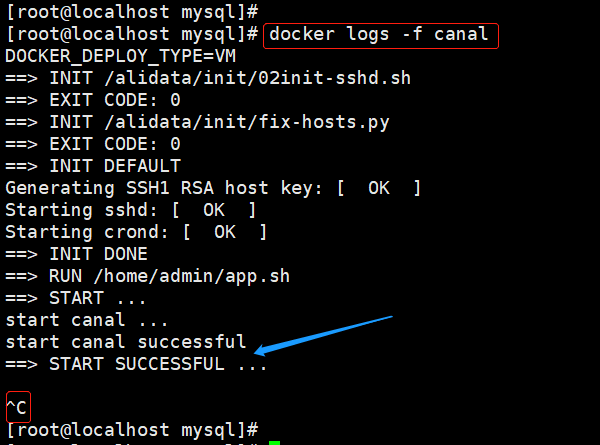 [root@localhost mysql]#
[root@localhost mysql]# docker logs -f canal
DOCKER_DEPLOY_TYPE=VM
==> INIT /alidata/init/02init-sshd.sh
==> EXIT CODE: 0
==> INIT /alidata/init/fix-hosts.py
==> EXIT CODE: 0
==> INIT DEFAULT
Generating SSH1 RSA host key: [  OK  ]
Starting sshd: [  OK  ]
Starting crond: [  OK  ]
==> INIT DONE
==> RUN /home/admin/app.sh
==> START ...
start canal ...
start canal successful
==> START SUCCESSFUL ...
^C
[root@localhost mysql]#
[root@localhost mysql]#